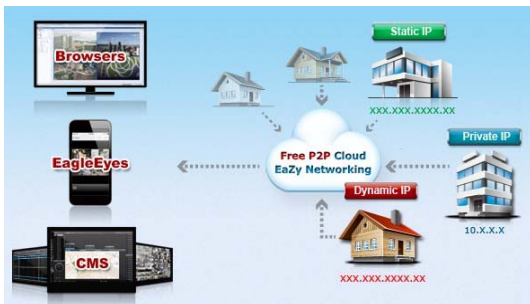 Browsers
EagleEyes
CMS
Free P2P Cloud
EaZy Networking
Static IP
XXX.XXX.XXXX.XX
Private IP
10.X.X.X
Dynamic IP
XXX.XXX.XXXX.XX